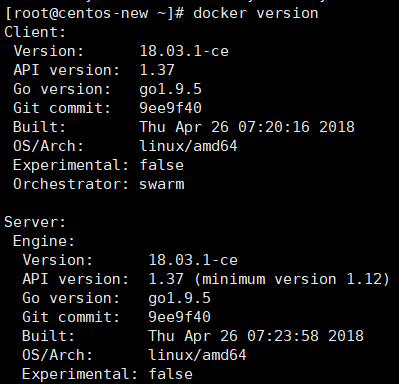 [root@centos-new ~]# docker version
Client:
 Version:      18.03.1-ce
 API version:  1.37
 Go version:   go1.9.5
 Git commit:   9ee9f40
 Built:        Thu Apr 26 07:20:16 2018
 OS/Arch:      linux/amd64
 Experimental: false
 Orchestrator: swarm

Server:
 Engine:
  Version:      18.03.1-ce
  API version:  1.37 (minimum version 1.12)
  Go version:   go1.9.5
  Git commit:   9ee9f40
  Built:        Thu Apr 26 07:23:58 2018
  OS/Arch:      linux/amd64
  Experimental: false